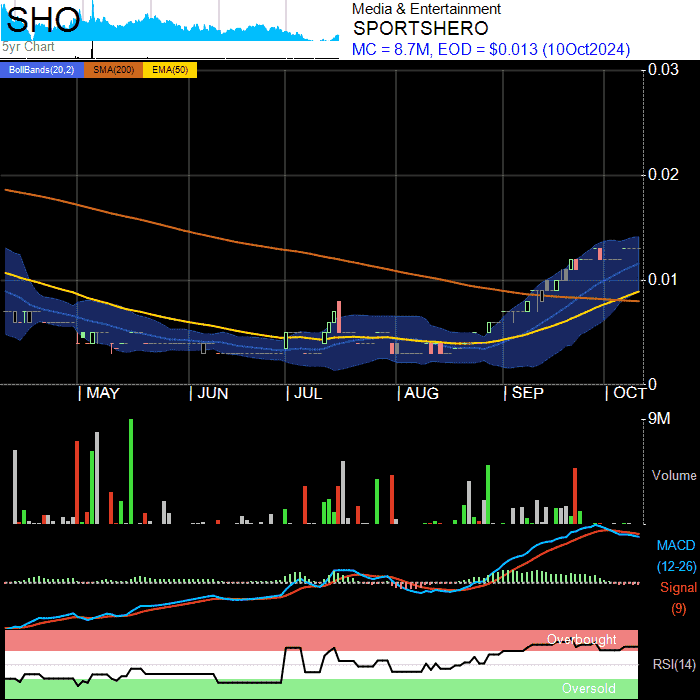 SHO
5yr Chart
Media & Entertainment
SPORTSHERO
MC = 8.7M, EOD = $0.013 (10Oct2024)
BollBands(20,2) SMA(200) EMA(50)
0.03
0.02
0.01
0
MAY JUN JUL AUG SEP OCT
9M
Volume
MACD
(12-26)
Signal
(9)
Overbought
RSI(14)
Oversold